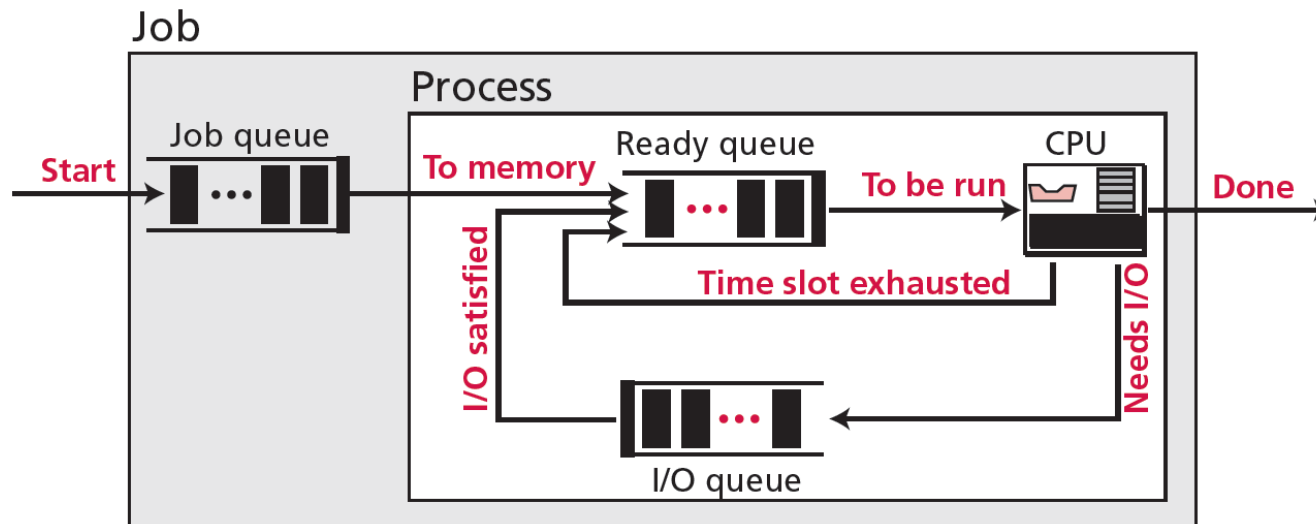 Job
Process
Job queue
Ready queue
CPU
Start
To memory
To be run
Done
I/O satisfied
Time slot exhausted
Needs I/O
I/O queue